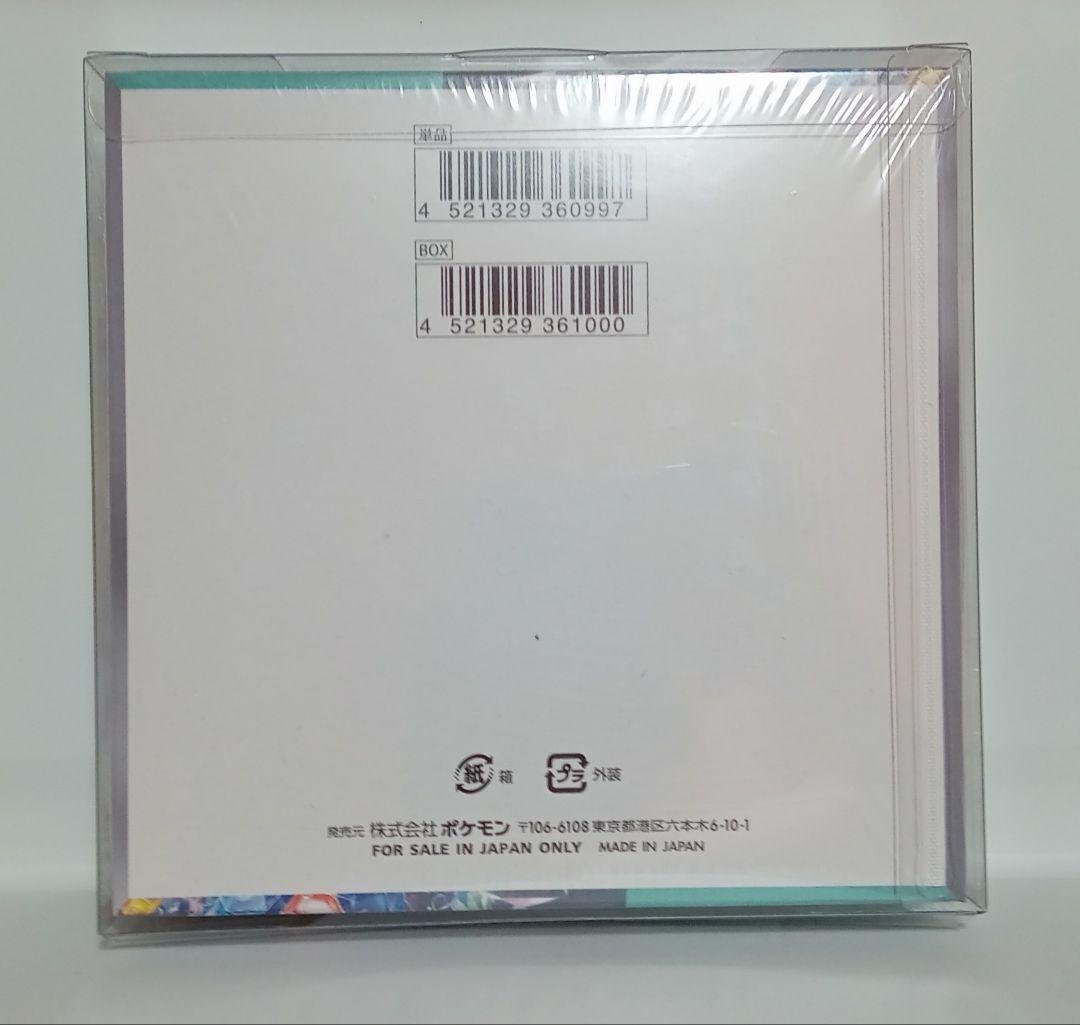 単品
4 521329 360997
BOX
4 521329 361000
紙 箱 プラ 外装
発売元 株式会社ポケモン 〒106-6108 東京都港区六本木6-10-1
FOR SALE IN JAPAN ONLY MADE IN JAPAN